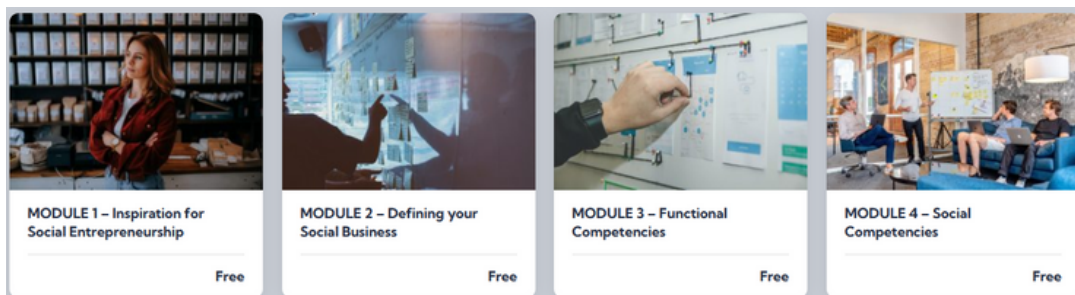 MODULE 1 – Inspiration for
Social Entrepreneurship
Free
MODULE 2 – Defining your
Social Business
Free
MODULE 3 – Functional
Competencies
Free
MODULE 4 – Social
Competencies
Free